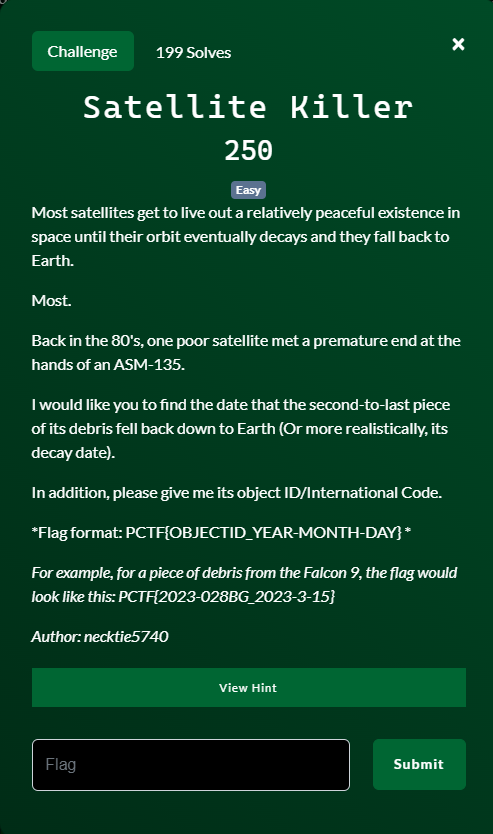 Challenge 199 Solves ×
Satellite Killer
250
Easy
Most satellites get to live out a relatively peaceful existence in
space until their orbit eventually decays and they fall back to
Earth.
Most.
Back in the 80's, one poor satellite met a premature end at the
hands of an ASM-135.
I would like you to find the date that the second-to-last piece
of its debris fell back down to Earth (Or more realistically, its
decay date).
In addition, please give me its object ID/International Code.
*Flag format: PCTF{OBJECTID_YEAR-MONTH-DAY} *
For example, for a piece of debris from the Falcon 9, the flag would
look like this: PCTF{2023-028BG_2023-3-15}
Author: necktie5740
View Hint
Flag Submit